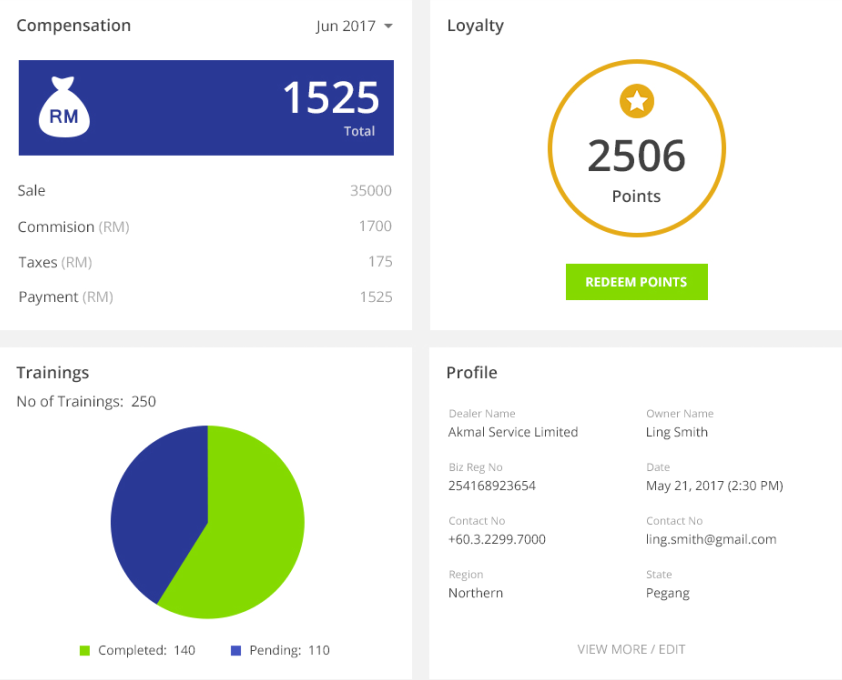 Compensation
Jun 2017
RM
1525
Total
Sale 35000
Commision (RM) 1700
Taxes (RM) 175
Payment (RM) 1525
Loyalty
2506
Points
REDEEM POINTS
Trainings
No of Trainings: 250
Completed: 140 Pending: 110
Profile
Dealer Name Owner Name
Akmal Service Limited Ling Smith
Biz Reg No Date
254168923654 May 21, 2017 (2:30 PM)
Contact No Contact No
+60.3.2299.7000 ling.smith@gmail.com
Region State
Northern Pegang
VIEW MORE / EDIT